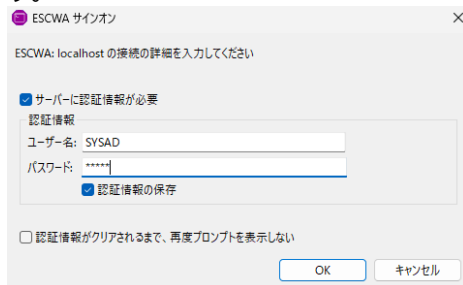 ESCWA サインオン
ESCWA: localhost の接続の詳細を入力してください
サーバーに認証情報が必要
認証情報
ユーザー名: SYSAD
パスワード: *****
認証情報の保存
認証情報がクリアされるまで、再度プロンプトを表示しない
OK キャンセル